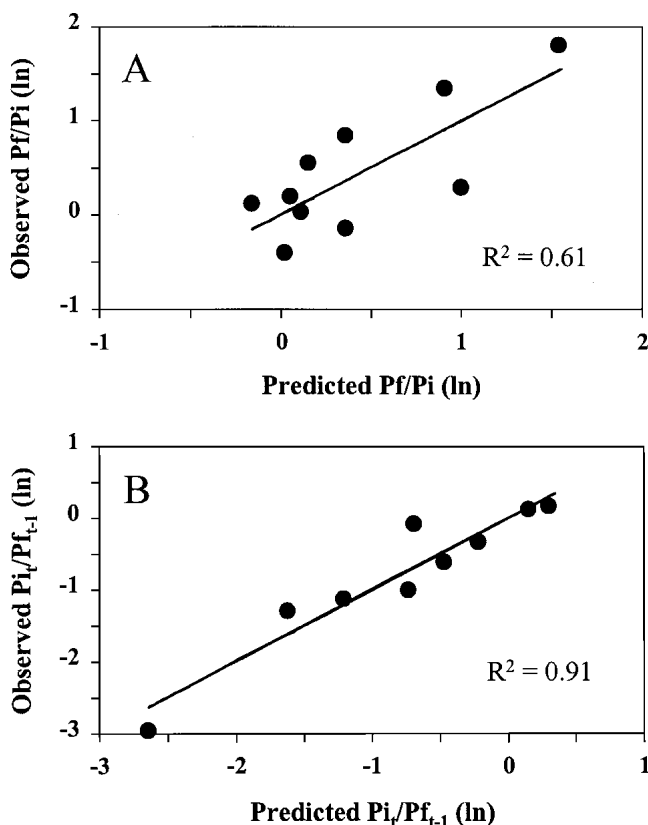 A
Observed Pf/Pi (ln)
2
1
0
-1
R² = 0.61
-1
0
1
2
Predicted Pf/Pi (ln)
B
Observed Piₜ/Pfₜ₋₁ (ln)
1
0
-1
-2
-3
R² = 0.91
-3
-2
-1
0
1
Predicted Piₜ/Pfₜ₋₁ (ln)